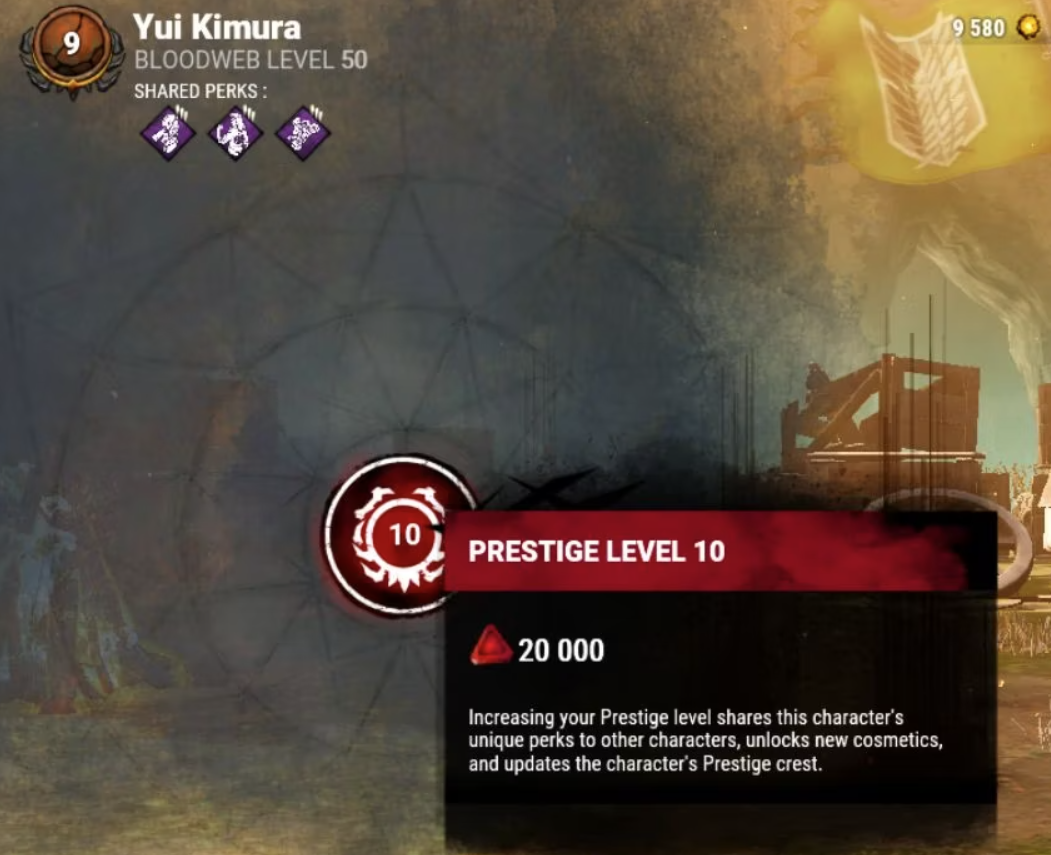 9
Yui Kimura
9 580
BLOODWEB LEVEL 50
SHARED PERKS :
10
PRESTIGE LEVEL 10
20 000
Increasing your Prestige level shares this character's
unique perks to other characters, unlocks new cosmetics,
and updates the character's Prestige crest.